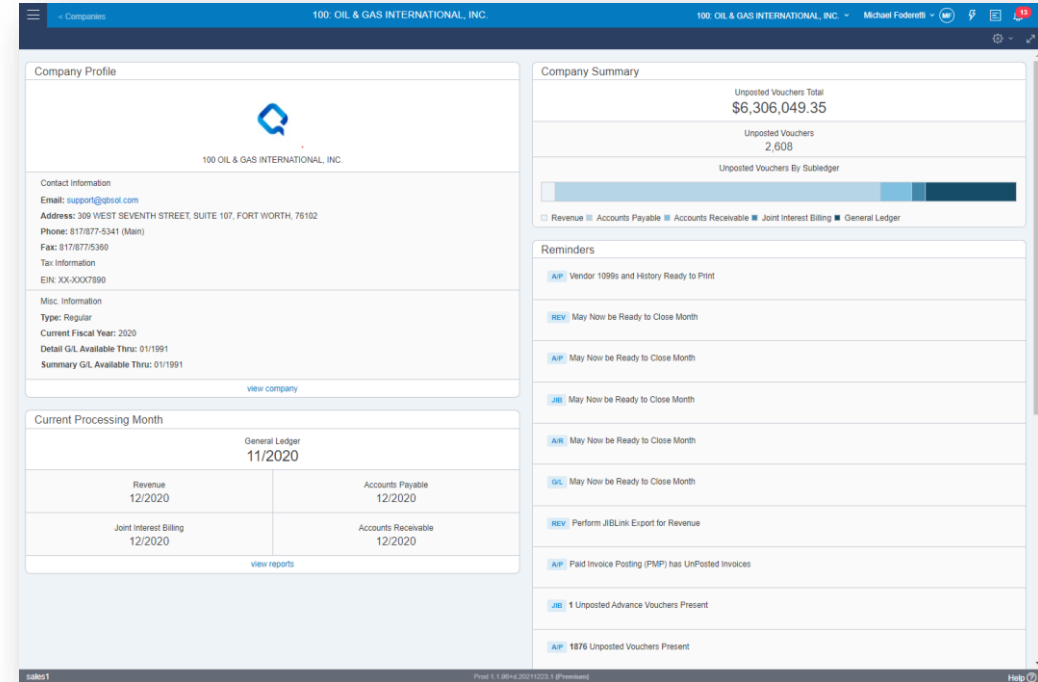 < Companies
100: OIL & GAS INTERNATIONAL, INC.
100: OIL & GAS INTERNATIONAL, INC.
Michael Foderetti
MF
13
Company Profile
100 OIL & GAS INTERNATIONAL, INC.
Contact Information
Email: support@qbsol.com
Address: 309 WEST SEVENTH STREET, SUITE 107, FORT WORTH, 76102
Phone: 817/877-5341 (Main)
Fax: 817/877/5360
Tax Information
EIN: XX-XXX7890
Misc. Information
Type: Regular
Current Fiscal Year: 2020
Detail G/L Available Thru: 01/1991
Summary G/L Available Thru: 01/1991
view company
Current Processing Month
General Ledger
11/2020
Revenue
12/2020
Accounts Payable
12/2020
Joint Interest Billing
12/2020
Accounts Receivable
12/2020
view reports
Company Summary
Unposted Vouchers Total
$6,306,049.35
Unposted Vouchers
2,608
Unposted Vouchers By Subledger
Revenue Accounts Payable Accounts Receivable Joint Interest Billing General Ledger
Reminders
A/P Vendor 1099s and History Ready to Print
REV May Now be Ready to Close Month
A/P May Now be Ready to Close Month
JIB May Now be Ready to Close Month
A/R May Now be Ready to Close Month
G/L May Now be Ready to Close Month
REV Perform JIBLink Export for Revenue
A/P Paid Invoice Posting (PMP) has UnPosted Invoices
JIB 1 Unposted Advance Vouchers Present
A/P 1876 Unposted Vouchers Present
sales1
Prod 1.1.96+d.20211223.1 (Premium)
Help